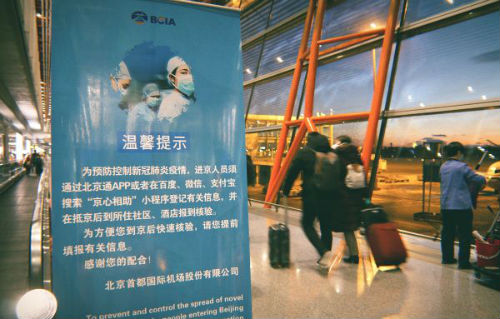 BCIA
温馨提示
为预防控制新冠肺炎疫情，进京人员须
通过北京通APP或者在百度、微信、支付宝
搜索“京心相助”小程序登记有关信息，并
在抵京后到所住社区、酒店报到核验。
为方便您到京后快速核验，请您提前
填报有关信息。
感谢您的配合！
北京首都国际机场股份有限公司
To prevent and control the spread of novel
people entering Beijing